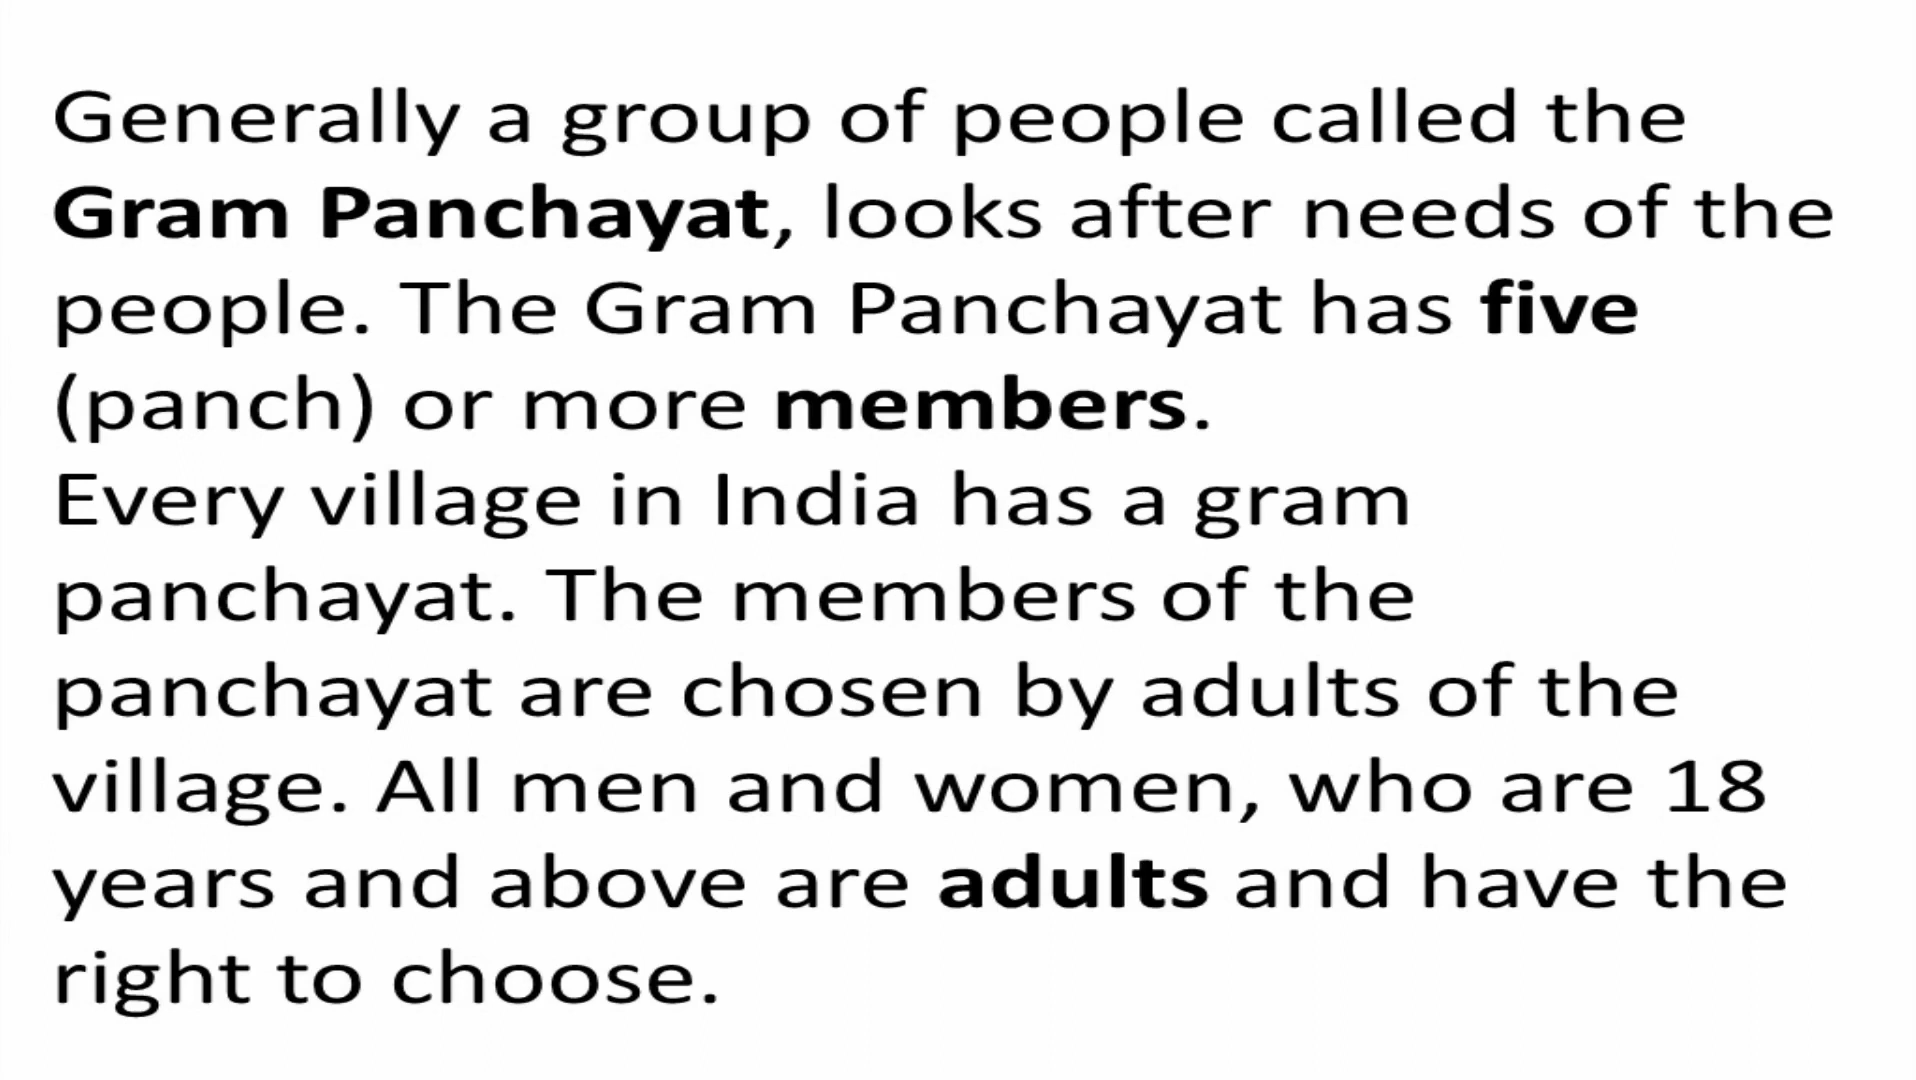 Generally a group of people called the
Gram Panchayat, looks after needs of the
people. The Gram Panchayat has five
(panch) or more members.
Every village in India has a gram
panchayat. The members of the
panchayat are chosen by adults of the
village. All men and women, who are 18
years and above are adults and have the
right to choose.